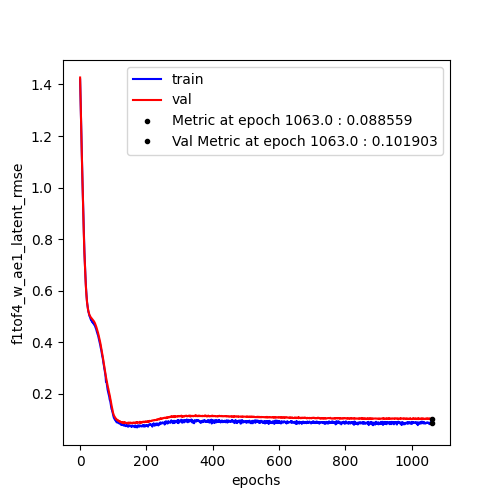 train
val
Metric at epoch 1063.0 : 0.088559
Val Metric at epoch 1063.0 : 0.101903
f1tof4_w_ae1_latent_rmse
1.4
1.2
1.0
0.8
0.6
0.4
0.2
0 200 400 600 800 1000
epochs